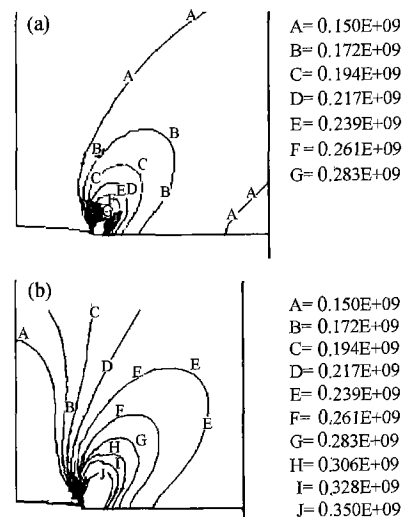 (a)
A
A
A= 0.150E+09
B= 0.172E+09
C= 0.194E+09
D= 0.217E+09
E= 0.239E+09
F = 0.261E+09
G= 0.283E+09
B
B
C
C
E D
B
G
A
A
(b)
A
C
B
D
E
E
E
F
G
H
I
J
A= 0.150E+09
B= 0.172E+09
C= 0.194E+09
D= 0.217E+09
E= 0.239E+09
F= 0.261E+09
G= 0.283E+09
H= 0.306E+09
I= 0.328E+09
J= 0.350E+09